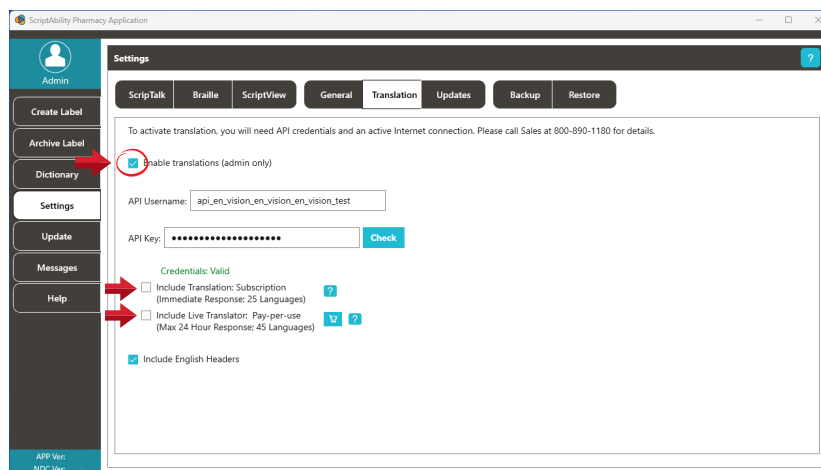 ScriptAbility Pharmacy Application
Admin
Create Label
Archive Label
Dictionary
Settings
Update
Messages
Help
APP Ver:
NDC Ver:
Settings
?
ScripTalk Braille ScriptView General Translation Updates Backup Restore
To activate translation, you will need API credentials and an active Internet connection. Please call Sales at 800-890-1180 for details.
Enable translations (admin only)
API Username: api_en_vision_en_vision_en_vision_test
API Key: ●●●●●●●●●●●●●●●●●●●● Check
Credentials: Valid
Include Translation: Subscription ?
(Immediate Response; 25 Languages)
Include Live Translator: Pay-per-use ?
(Max 24 Hour Response; 45 Languages)
Include English Headers